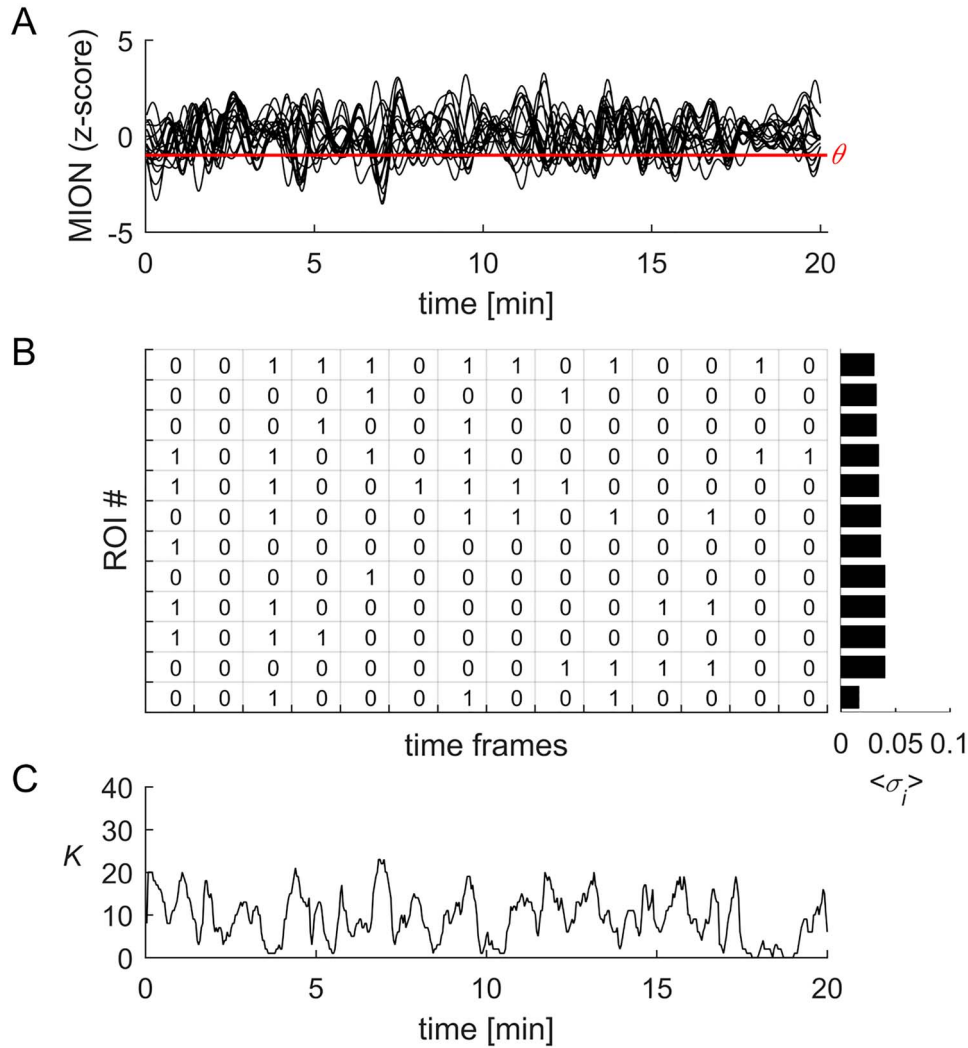 A
5
0
-5
MION (z-score)
θ
0 5 10 15 20
time [min]
B
ROI #
0 0 1 1 1 0 1 1 0 1 0 0 1 0
0 0 0 0 1 0 0 0 1 0 0 0 0 0
0 0 0 1 0 0 1 0 0 0 0 0 0 0
1 0 1 0 1 0 1 0 0 0 0 0 1 1
1 0 1 0 0 1 1 1 1 0 0 0 0 0
0 0 1 0 0 0 1 1 0 1 0 1 0 0
1 0 0 0 0 0 0 0 0 0 0 0 0 0
0 0 0 0 1 0 0 0 0 0 0 0 0 0
1 0 1 0 0 0 0 0 0 0 1 1 0 0
1 0 1 1 0 0 0 0 0 0 0 0 0 0
0 0 0 0 0 0 0 0 1 1 1 1 0 0
0 0 1 0 0 0 1 0 0 1 0 0 0 0
time frames
0 0.05 0.1
<σi>
C
40
30
20
10
0
K
0 5 10 15 20
time [min]